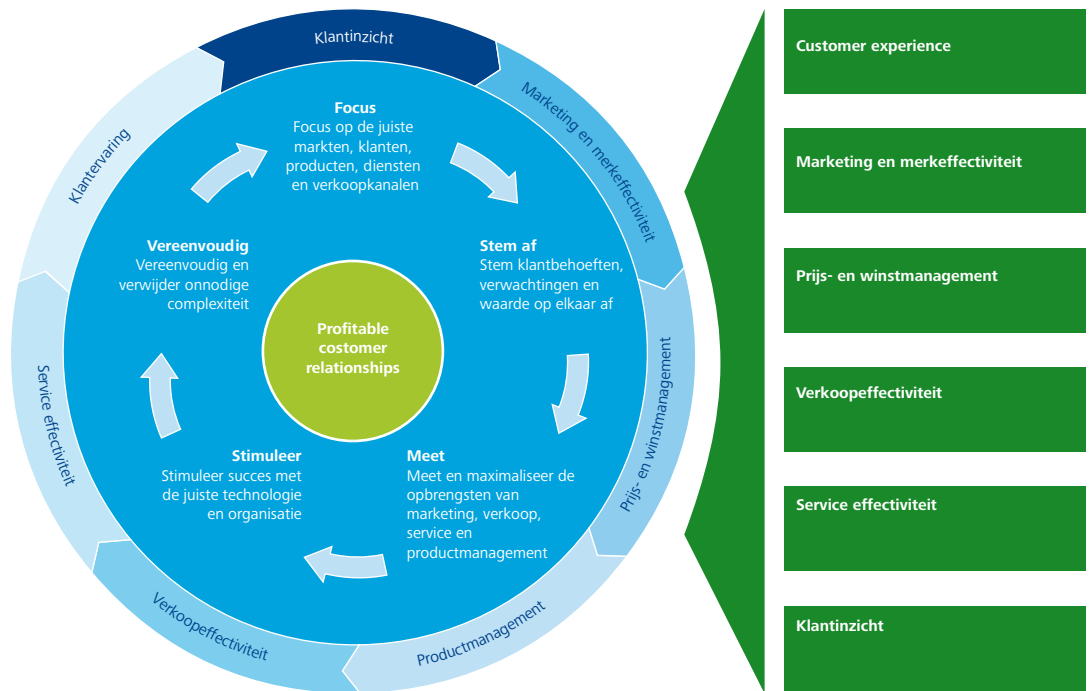 Klantinzicht
Marketing en merkeffectiviteit
Prijs- en winstmanagement
Productmanagement
Verkoopeffectiviteit
Service effectiviteit
Klantervaring
Focus
Focus op de juiste
markten, klanten,
producten, diensten
en verkoopkanalen
Stem af
Stem klantbehoeften,
verwachtingen en
waarde op elkaar af
Meet
Meet en maximaliseer de
opbrengsten van
marketing, verkoop,
service en
productmanagement
Stimuleer
Stimuleer succes met
de juiste technologie
en organisatie
Vereenvoudig
Vereenvoudig en
verwijder onnodige
complexiteit
Profitable
costomer
relationships
Customer experience
Marketing en merkeffectiviteit
Prijs- en winstmanagement
Verkoopeffectiviteit
Service effectiviteit
Klantinzicht